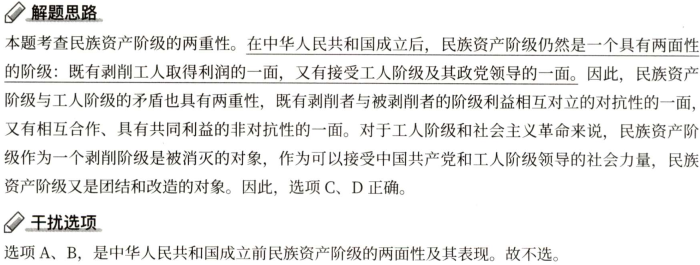 解题思路
本题考查民族资产阶级的两重性。在中华人民共和国成立后，民族资产阶级仍然是一个具有两面性
的阶级：既有剥削工人取得利润的一面，又有接受工人阶级及其政党领导的一面。因此，民族资产
阶级与工人阶级的矛盾也具有两重性，既有剥削者与被剥削者的阶级利益相互对立的对抗性的一面，
又有相互合作、具有共同利益的非对抗性的一面。对于工人阶级和社会主义革命来说，民族资产阶
级作为一个剥削阶级是被消灭的对象，作为可以接受中国共产党和工人阶级领导的社会力量，民族
资产阶级又是团结和改造的对象。因此，选项 C、D 正确。
干扰选项
选项 A、B，是中华人民共和国成立前民族资产阶级的两面性及其表现。故不选。